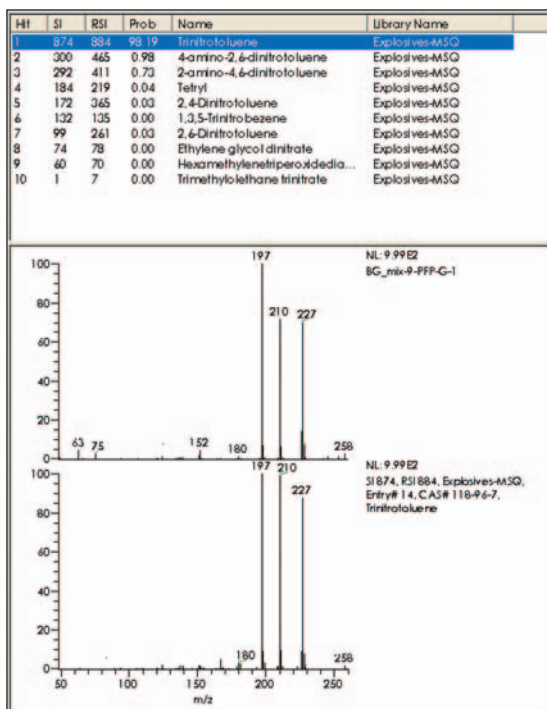 Hit SI RSI Prob Name Library Name
1 874 884 98.19 Trinitrotoluene Explosives-MSQ
2 300 465 0.98 4-amino-2,6-dinitrotoluene Explosives-MSQ
3 292 411 0.73 2-amino-4,6-dinitrotoluene Explosives-MSQ
4 184 219 0.04 Tetryl Explosives-MSQ
5 172 365 0.03 2,4-Dinitrotoluene Explosives-MSQ
6 132 135 0.00 1,3,5-Trinitrobezene Explosives-MSQ
7 99 261 0.03 2,6-Dinitrotoluene Explosives-MSQ
8 74 78 0.00 Ethylene glycol dinitrate Explosives-MSQ
9 60 70 0.00 Hexamethylenetriperoxidedia... Explosives-MSQ
10 1 7 0.00 Trimethylolethane trinitrate Explosives-MSQ
197
NL: 9.99E2
BG_mix-9-PFP-G-1
100
80
60
40
20
0
210
227
63
75
152
180
258
197
210
227
NL: 9.99E2
SI 874, RSI 884, Explosives-MSQ,
Entry# 14, CAS# 118-96-7,
Trinitrotoluene
100
80
60
40
20
0
180
258
50 100 150 200 250
m/z